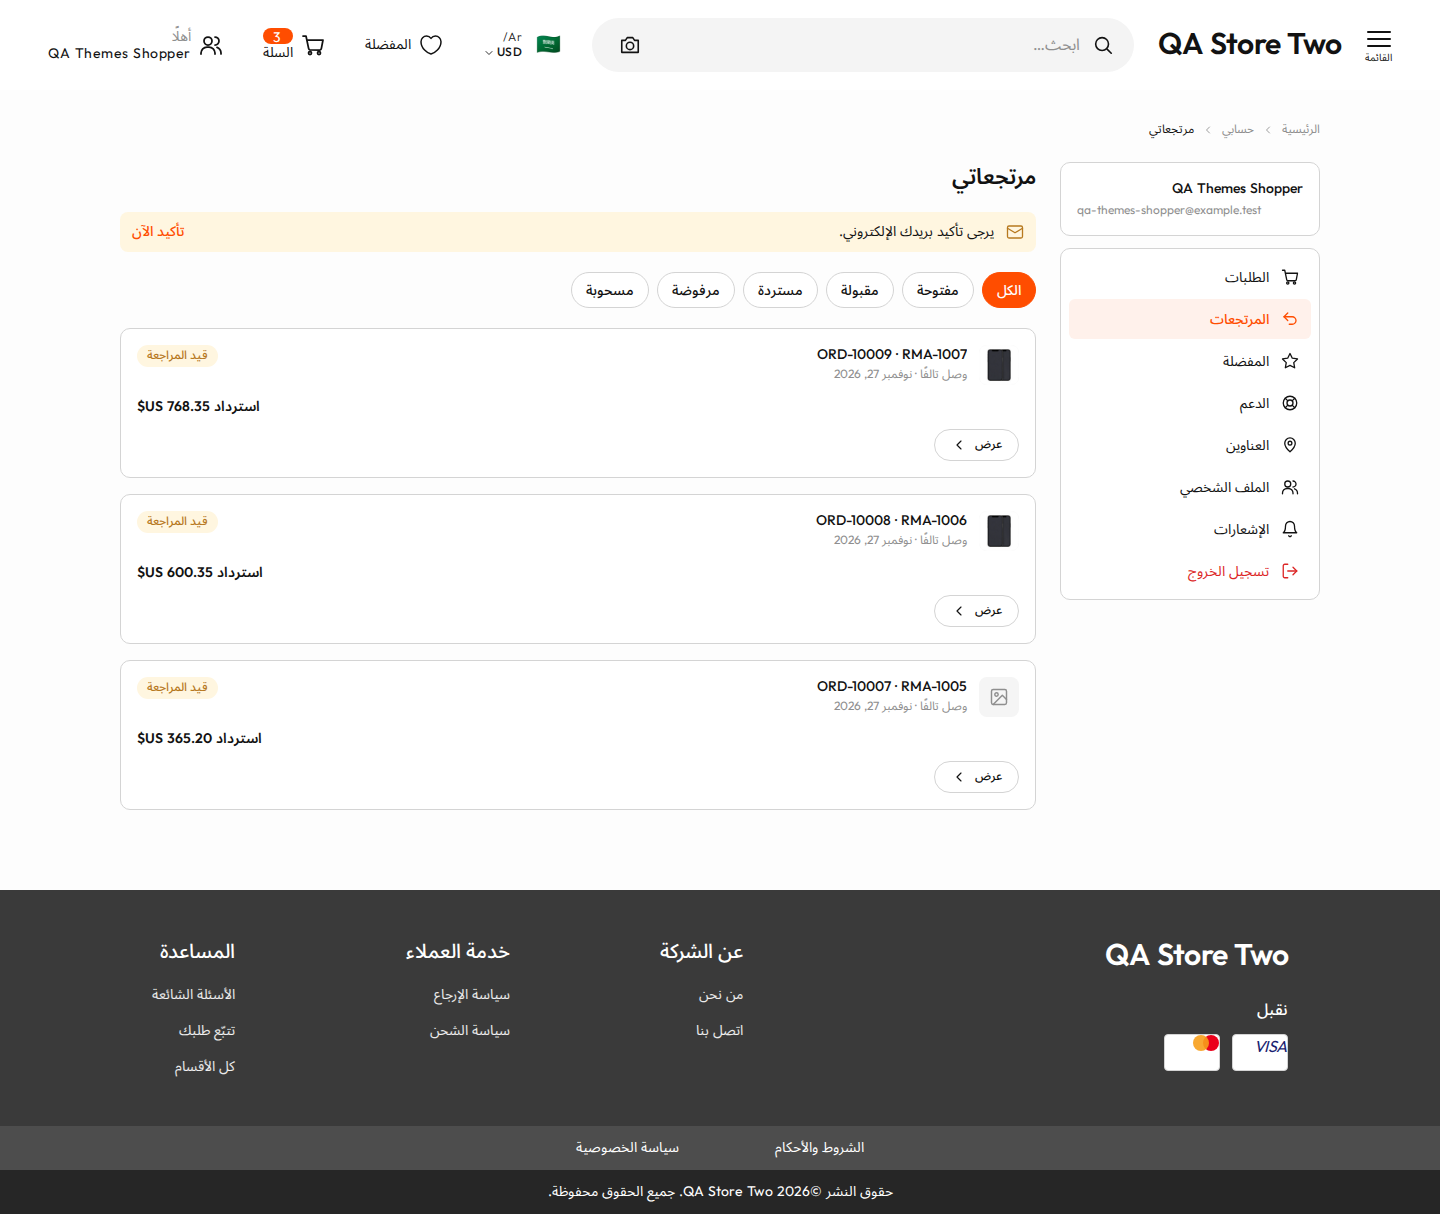 القائمة
QA Store Two
ابحث...
/Ar
USD
المفضلة
3
السلة
أهلًا
QA Themes Shopper
الرئيسية
حسابي
مرتجعاتي
QA Themes Shopper
qa-themes-shopper@example.test
الطلبات
المرتجعات
المفضلة
الدعم
العناوين
الملف الشخصي
الإشعارات
تسجيل الخروج
مرتجعاتي
يرجى تأكيد بريدك الإلكتروني.
تأكيد الآن
الكل
مفتوحة
مقبولة
مستردة
مرفوضة
مسحوبة
ORD-10009 · RMA-1007
قيد المراجعة
وصل تالفًا · نوفمبر 27, 2026
استرداد US 768.35$
عرض
ORD-10008 · RMA-1006
قيد المراجعة
وصل تالفًا · نوفمبر 27, 2026
استرداد US 600.35$
عرض
ORD-10007 · RMA-1005
قيد المراجعة
وصل تالفًا · نوفمبر 27, 2026
استرداد US 365.20$
عرض
QA Store Two
نقبل
VISA
عن الشركة
من نحن
اتصل بنا
خدمة العملاء
سياسة الإرجاع
سياسة الشحن
المساعدة
الأسئلة الشائعة
تتبّع طلبك
كل الأقسام
الشروط والأحكام
سياسة الخصوصية
حقوق النشر ©2026 QA Store Two. جميع الحقوق محفوظة.